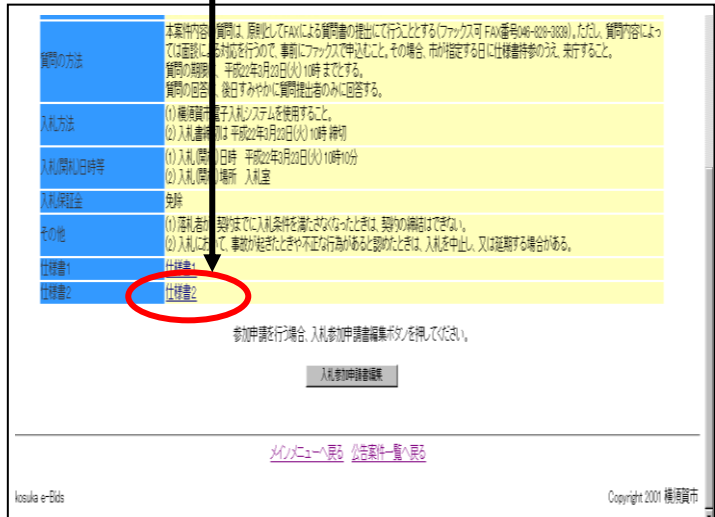 質問の方法
本案件内容の質問は、原則としてFAXによる質問書の提出にて行うこととする(ファックス可 FAX番号046-828-3839)。ただし、質問内容によっ
ては面談による対応を行うので、事前にファックスで申込むこと。その場合、市が指定する日に仕様書持参のうえ、来庁すること。
質問の期限は、平成22年3月23日(火) 10時 までとする。
質問の回答は、後日すみやかに質問提出者のみに回答する。
入札方法
(1) 横須賀市電子入札システムを使用すること。
(2) 入札書締切は 平成22年3月23日(火) 10時 締切
入札(開札)日時等
(1) 入札(開札)日時 平成22年3月23日(火) 10時10分
(2) 入札(開札)場所 入札室
入札保証金
免除
その他
(1) 落札者が契約までに入札条件を満たさなくなったときは、契約の締結はできない。
(2) 入札において、事故が起きたときや不正な行為があると認めたときは、入札を中止し、又は延期する場合がある。
仕様書1
仕様書1
仕様書2
仕様書2
参加申請を行う場合、入札参加申請書編集ボタンを押してください。
入札参加申請書編集
メインメニューへ戻る 公告案件一覧へ戻る
kosuka e-Bids
Copyright 2001 横須賀市